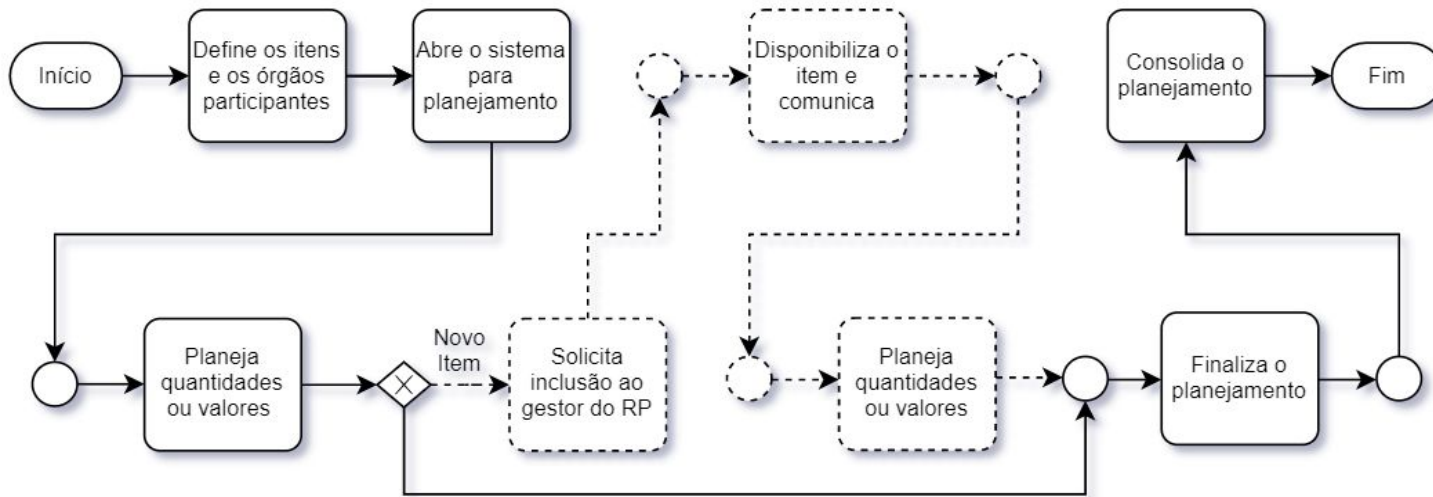 Início
Define os itens
e os órgãos
participantes
Abre o sistema
para
planejamento
Disponibiliza o
item e
comunica
Consolida o
planejamento
Fim
Planeja
quantidades
ou valores
X
Novo
Item
Solicita
inclusão ao
gestor do RP
Planeja
quantidades
ou valores
Finaliza o
planejamento